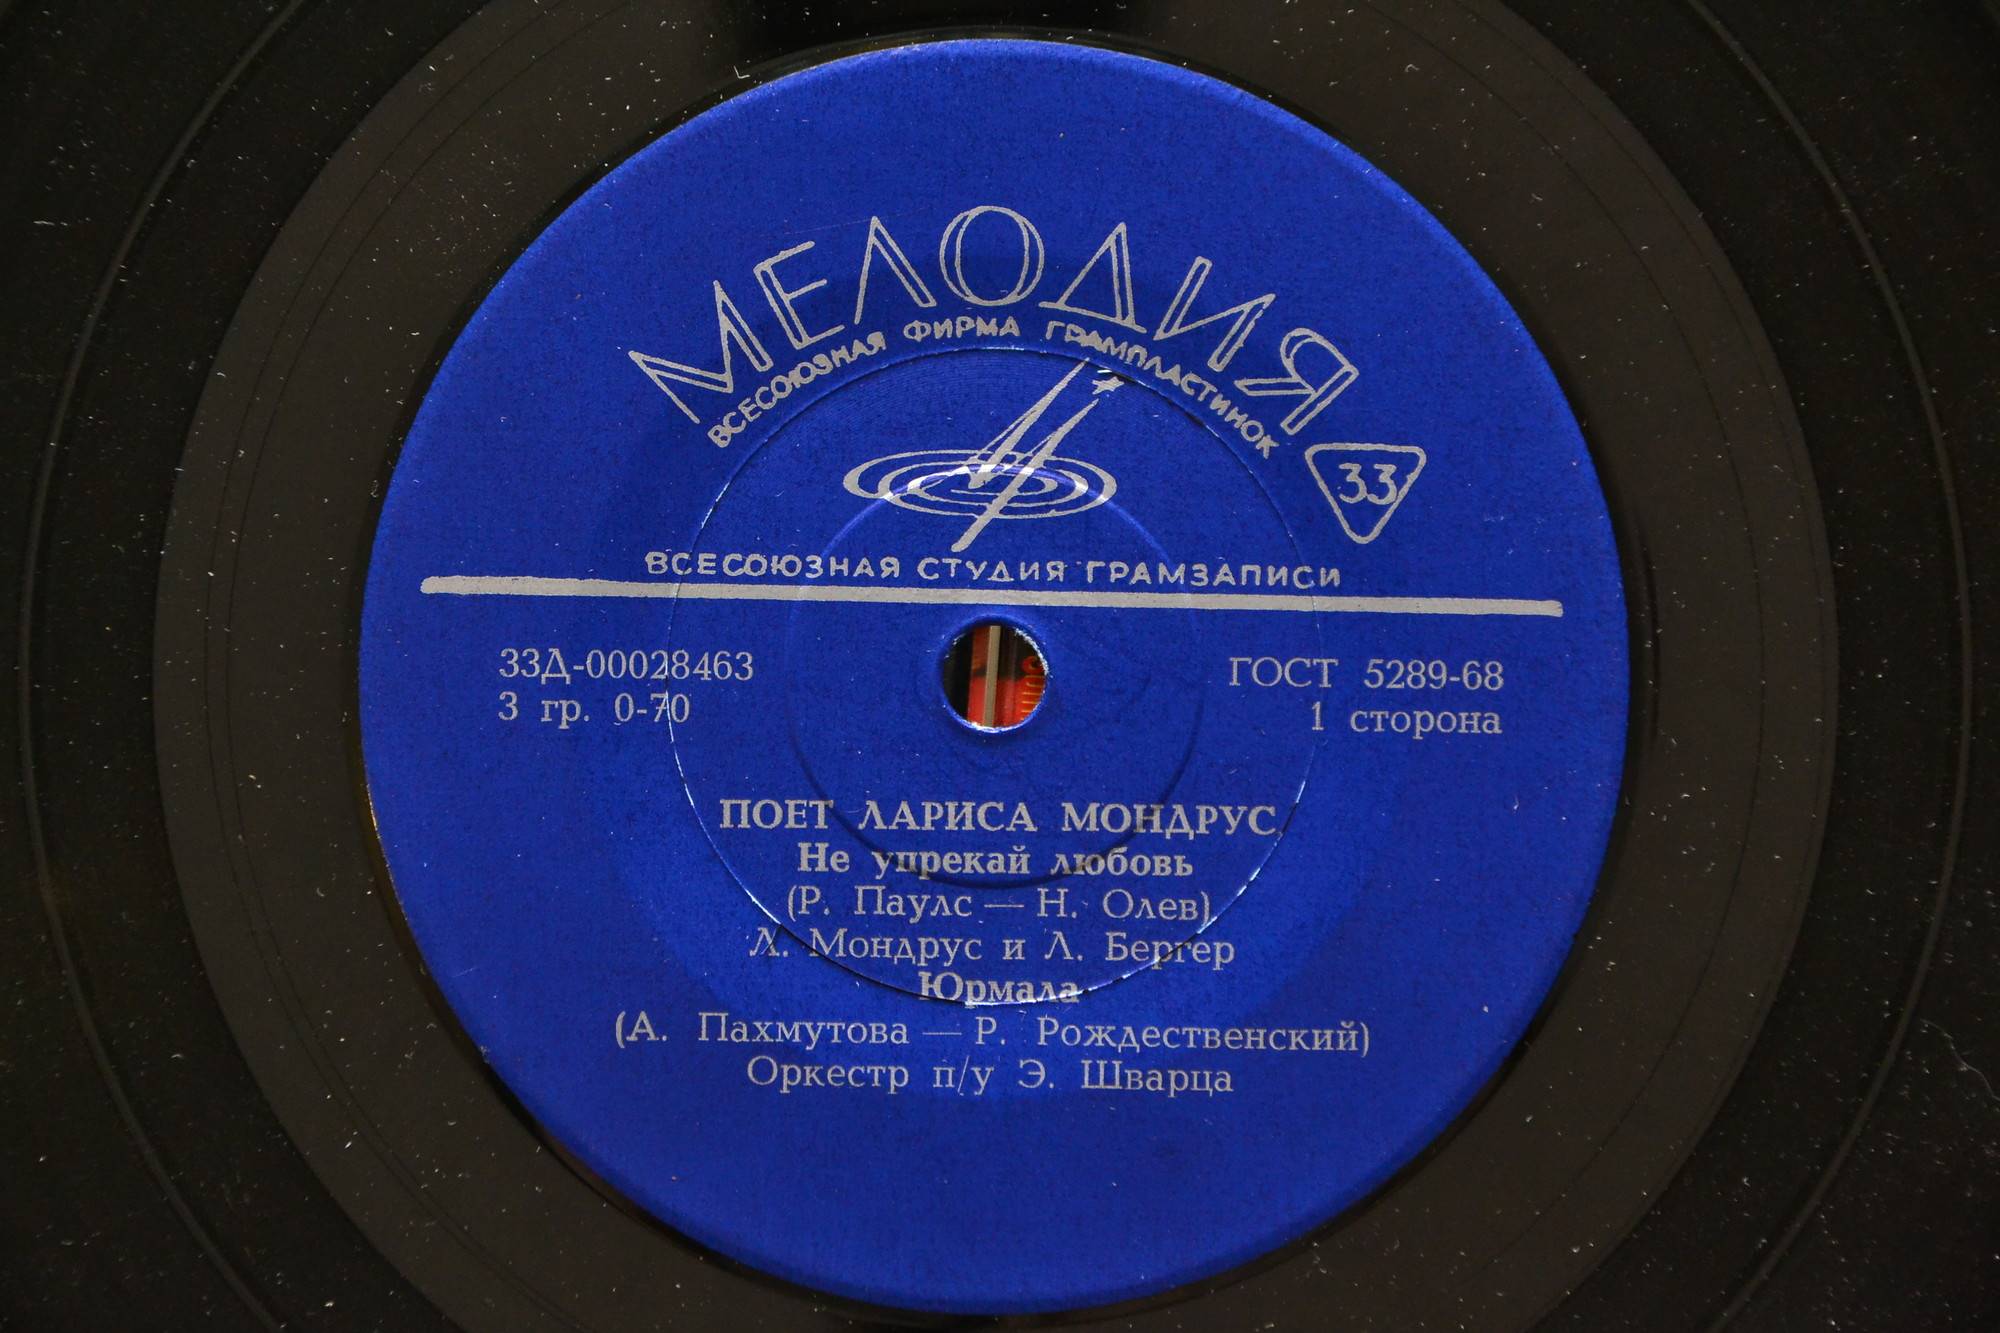 МЕЛОДИЯ
ВСЕСОЮЗНАЯ ФИРМА ГРАМПЛАСТИНОК
33
ВСЕСОЮЗНАЯ СТУДИЯ ГРАМЗАПИСИ
33Д-00028463
3 гр. 0-70
ГОСТ 5289-68
1 сторона
ПОЕТ ЛАРИСА МОНДРУС
Не упрекай любовь
(Р. Паулс — Н. Олев)
Л. Мондрус и Л. Бергер
Юрмала
(А. Пахмутова — Р. Рождественский)
Оркестр п/у Э. Шварца